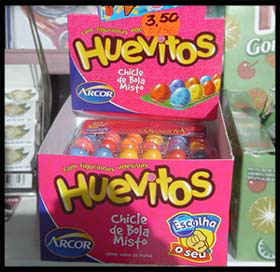 3,50
com figurinhas adesivas
Huevitos
Chicle
de Bola
Misto
ARCOR
Go
com figurinhas adesivas
Huevitos
Chicle
de Bola
Misto
ARCOR
Escolha
o seu